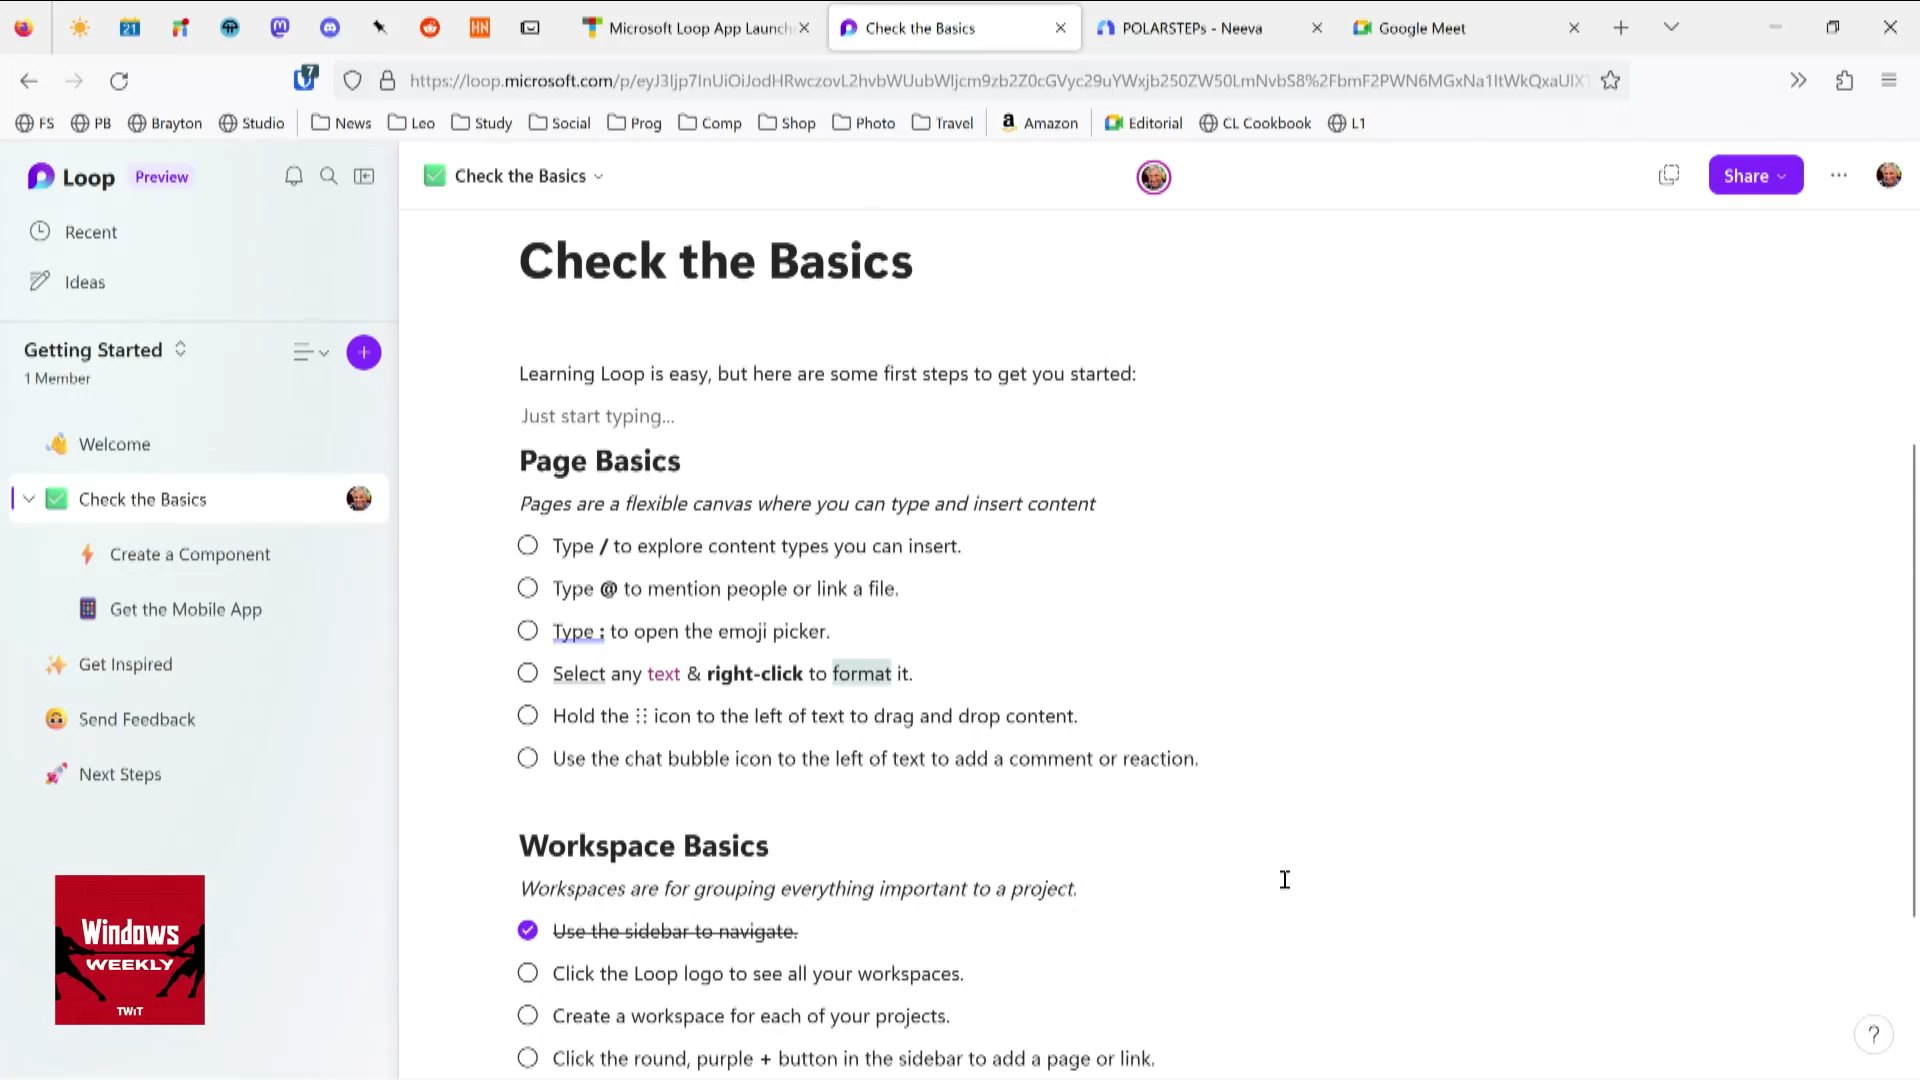 21
HN
Microsoft Loop App Launch
Check the Basics
POLARSTEPs - Neeva
Google Meet
7
FS
PB
Brayton
Studio
News
Leo
Study
Social
Prog
Comp
Shop
Photo
Travel
Amazon
Editorial
CL Cookbook
L1
Loop Preview
Check the Basics
Share
Recent
Ideas
Getting Started
1 Member
Welcome
Check the Basics
Create a Component
Get the Mobile App
Get Inspired
Send Feedback
Next Steps
Check the Basics
Learning Loop is easy, but here are some first steps to get you started:
Just start typing...
Page Basics
Pages are a flexible canvas where you can type and insert content
Type / to explore content types you can insert.
Type @ to mention people or link a file.
Type : to open the emoji picker.
Select any text & right-click to format it.
Hold the ⁝⁝ icon to the left of text to drag and drop content.
Use the chat bubble icon to the left of text to add a comment or reaction.
Workspace Basics
Workspaces are for grouping everything important to a project.
Use the sidebar to navigate.
Click the Loop logo to see all your workspaces.
Create a workspace for each of your projects.
Click the round, purple + button in the sidebar to add a page or link.
Windows
WEEKLY
TWiT
?